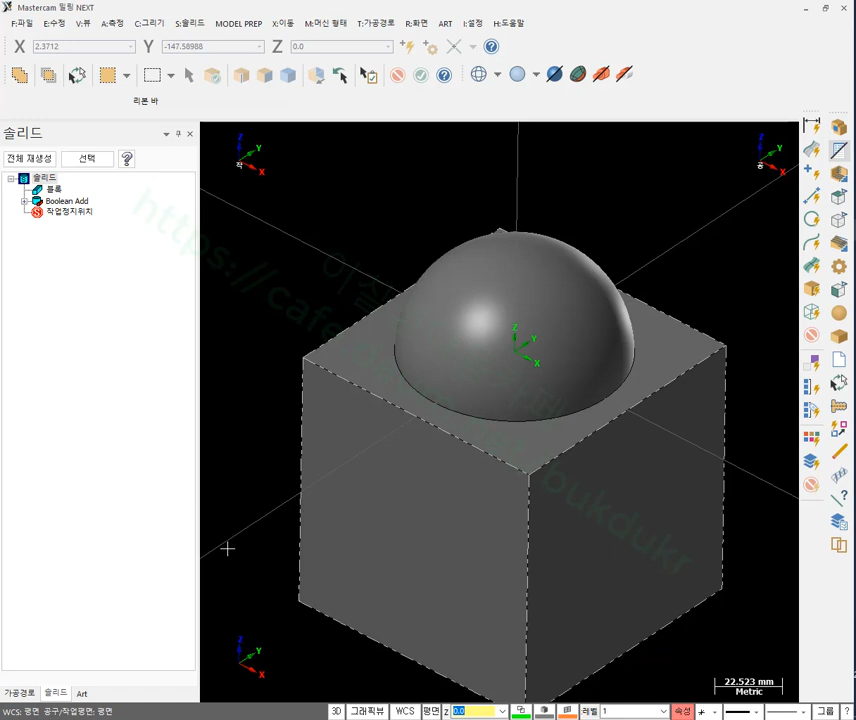 Mastercam 밀링 NEXT
F:파일 E:수정 V:뷰 A:측정 C:그리기 S:솔리드 MODEL PREP X:이동 M:머신 형태 T:가공경로 R:화면 ART I:설정 H:도움말
X 2.3712 Y -147.58988 Z 0.0
리본 바
솔리드
전체 재생성 선택 ?
솔리드
블록
Boolean Add
작업정지위치
Z Y X
Z Y X
Z Y X
Z Y X
22.523 mm
Metric
가공경로 솔리드 Art
WCS: 평면 공구/작업평면: 평면
3D 그래픽뷰 WCS 평면 Z 0.0 레벨 1 속성 그룹 ?